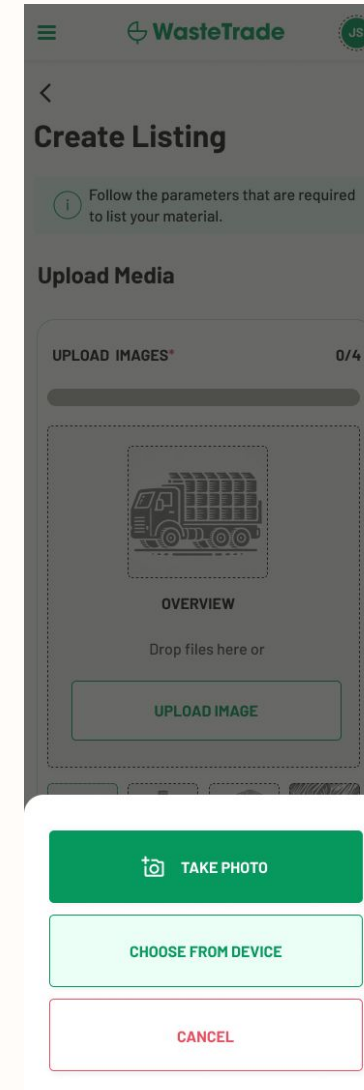 WasteTrade
JS
Create Listing
Follow the parameters that are required
to list your material.
Upload Media
UPLOAD IMAGES* 0/4
OVERVIEW
Drop files here or
UPLOAD IMAGE
TAKE PHOTO
CHOOSE FROM DEVICE
CANCEL